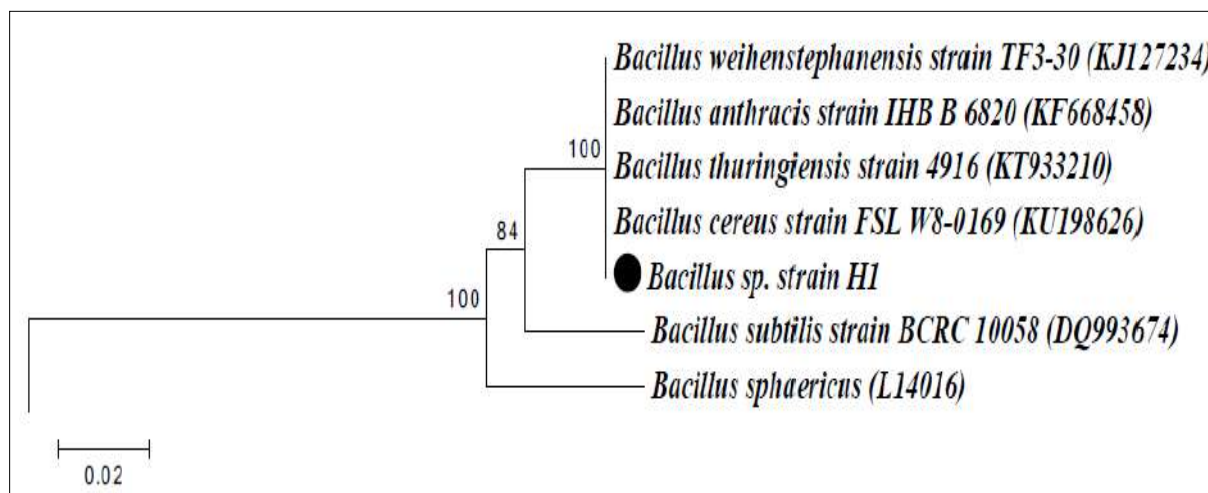 Bacillus weihenstephanensis strain TF3-30 (KJ127234)
Bacillus anthracis strain IHB B 6820 (KF668458)
100
Bacillus thuringiensis strain 4916 (KT933210)
Bacillus cereus strain FSL W8-0169 (KU198626)
84
Bacillus sp. strain H1
100
Bacillus subtilis strain BCRC 10058 (DQ993674)
Bacillus sphaericus (L14016)
0.02